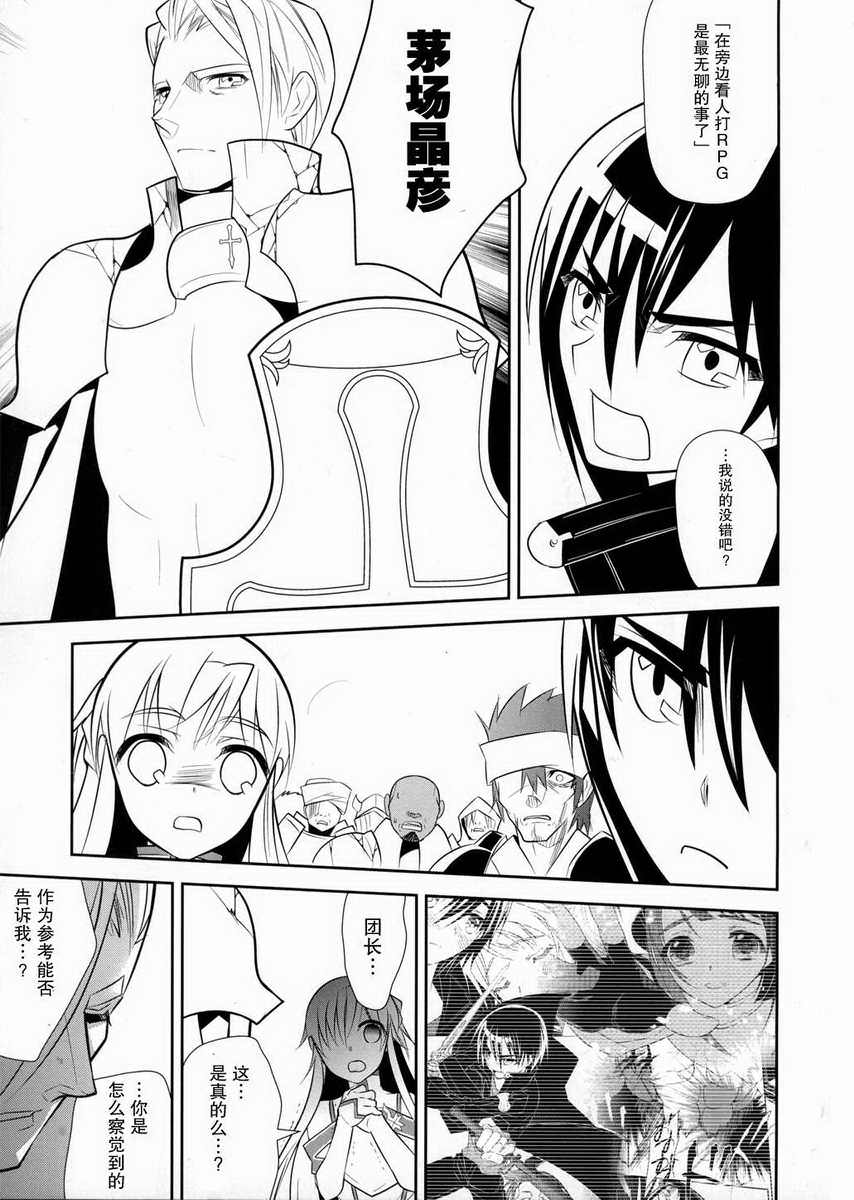 「在旁边看人打RPG
是最无聊的事了」
…我说的没错吧?
茅场晶彦
团长…
这…
是真的么…?
作为参考能否
告诉我…?
…你是
怎么察觉到的